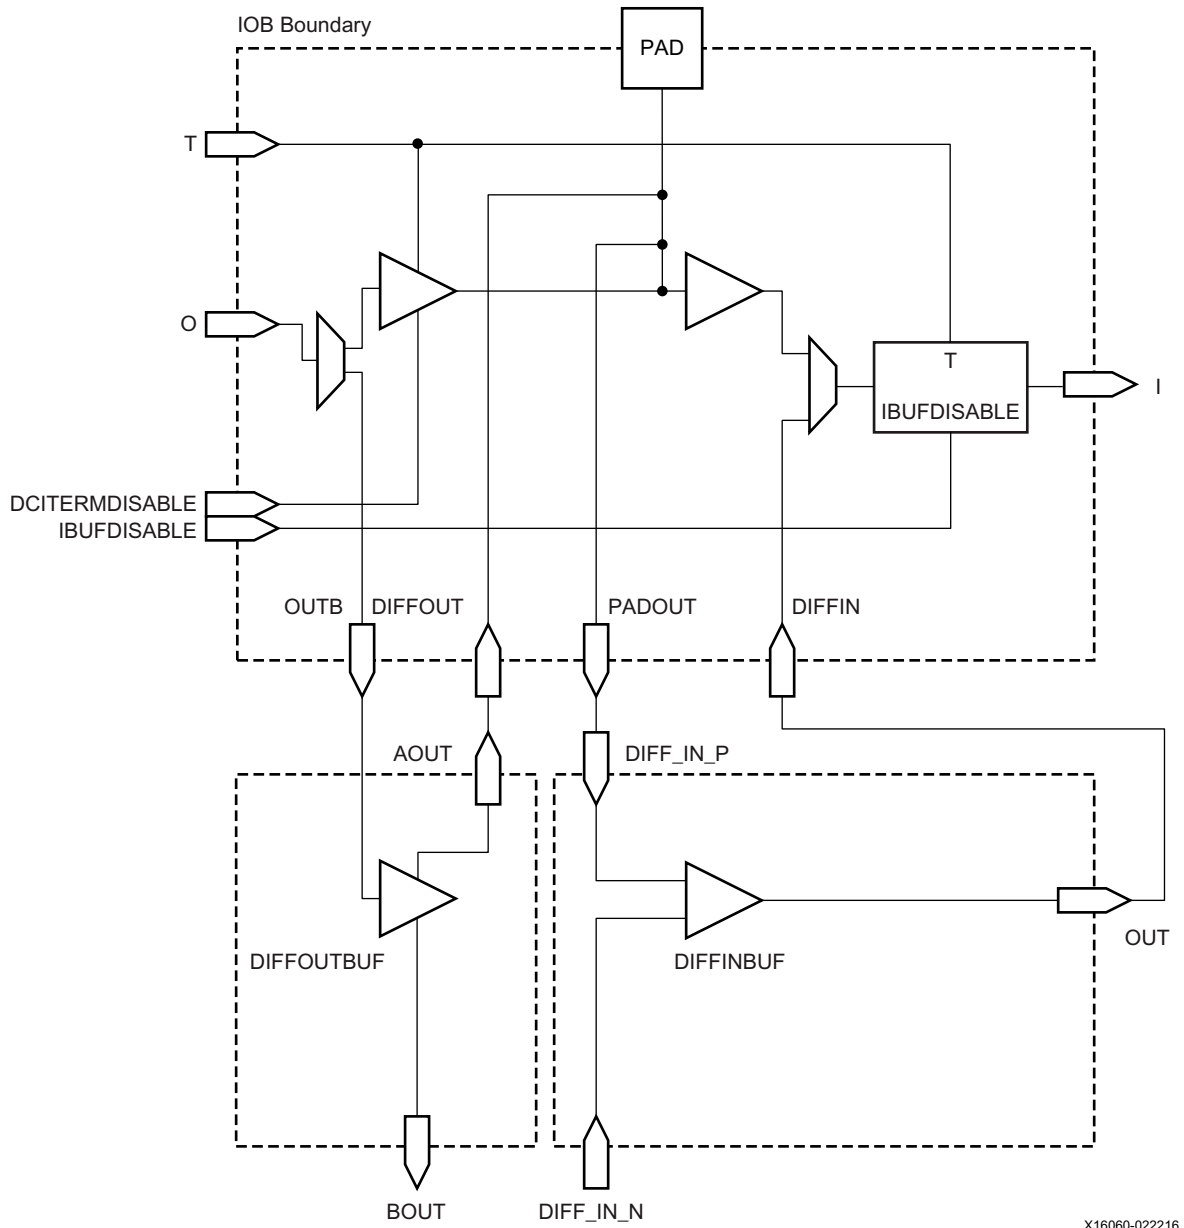 IOB Boundary
PAD
T
O
T
IBUFDISABLE
I
DCITERMDISABLE
IBUFDISABLE
OUTB
DIFFOUT
PADOUT
DIFFIN
AOUT
DIFF_IN_P
DIFFOUTBUF
DIFFINBUF
OUT
BOUT
DIFF_IN_N
X16060-022216